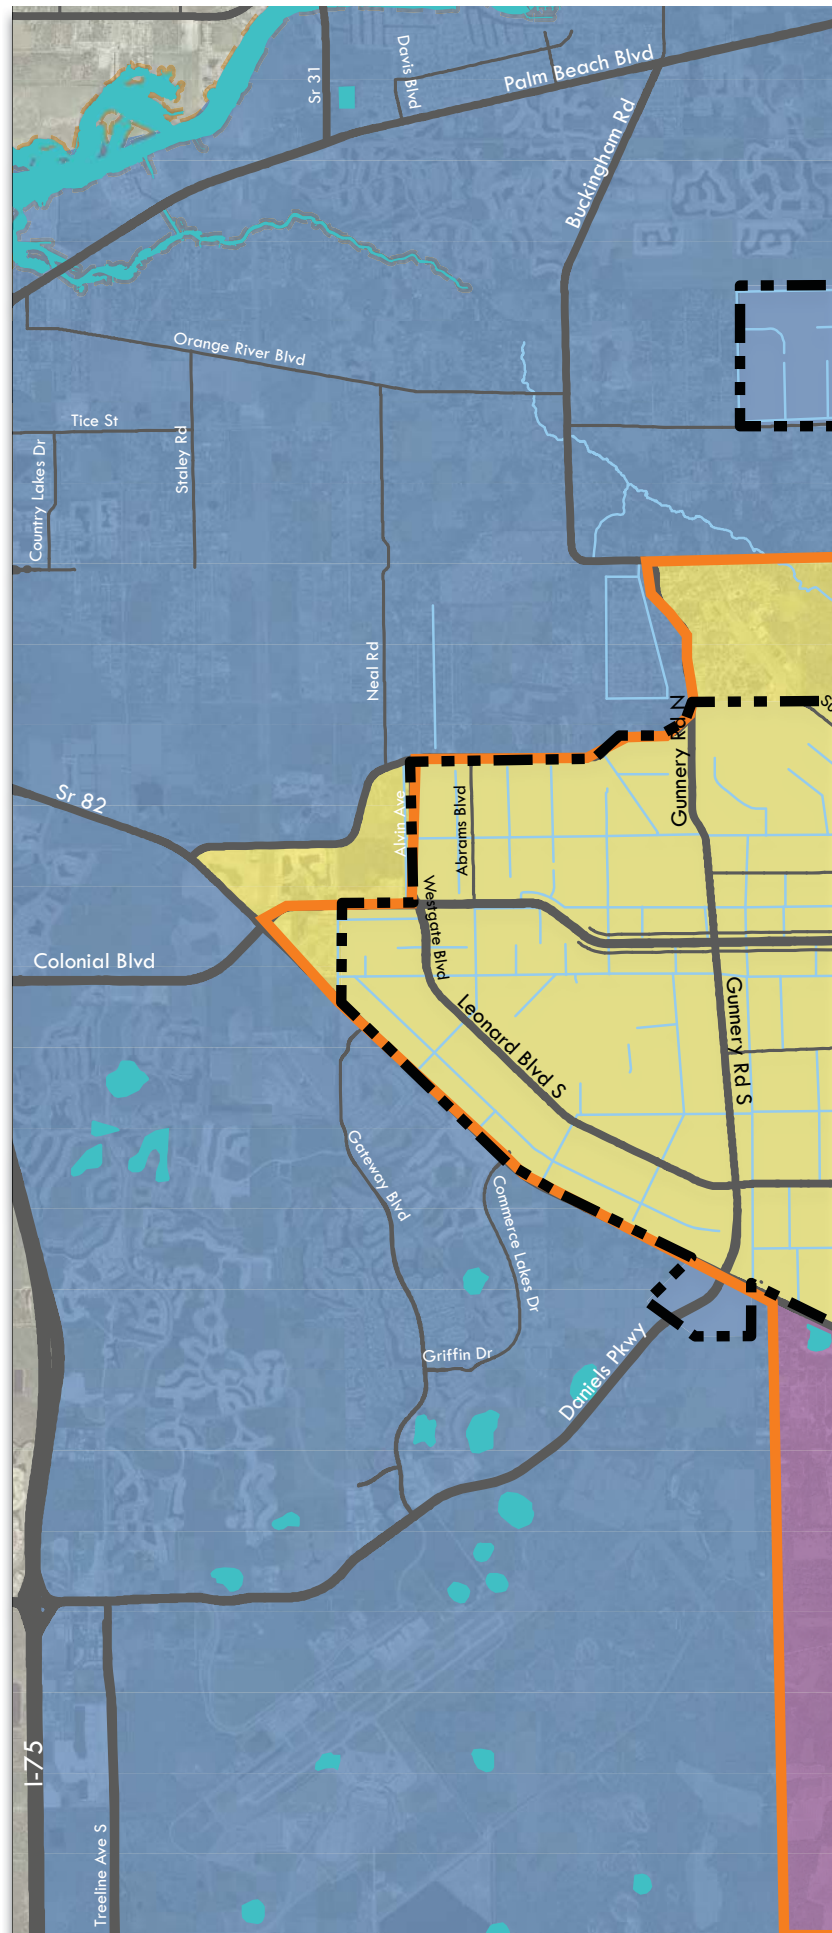 Sr 31
Davis Blvd
Palm Beach Blvd
Buckingham Rd
Orange River Blvd
Tice St
Staley Rd
Country Lakes Dr
Neal Rd
Gunnery Rd N
Sr 82
Alvin Ave
Abrams Blvd
Westgate Blvd
Colonial Blvd
Leonard Blvd S
Gunnery Rd S
Gateway Blvd
Commerce Lakes Dr
Griffin Dr
Daniels Pkwy
I-75
Treeline Ave S